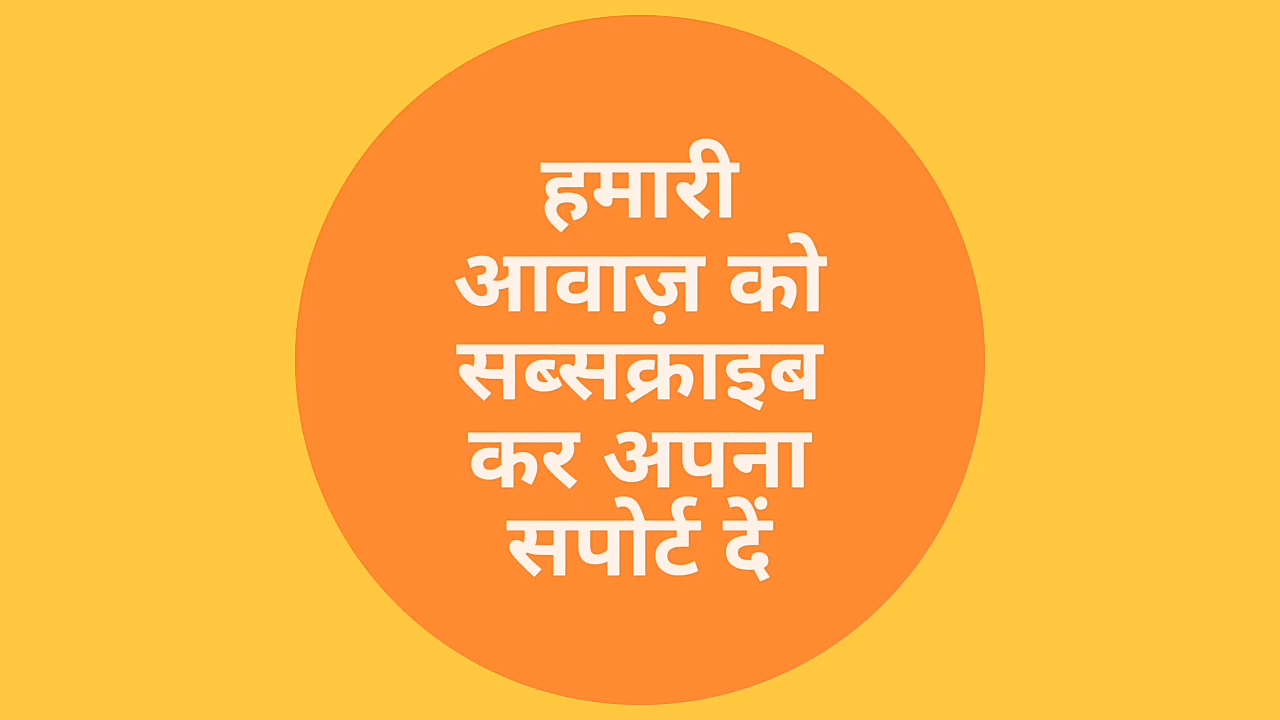 हमारी
आवाज़ को
सब्सक्राइब
कर अपना
सपोर्ट दें